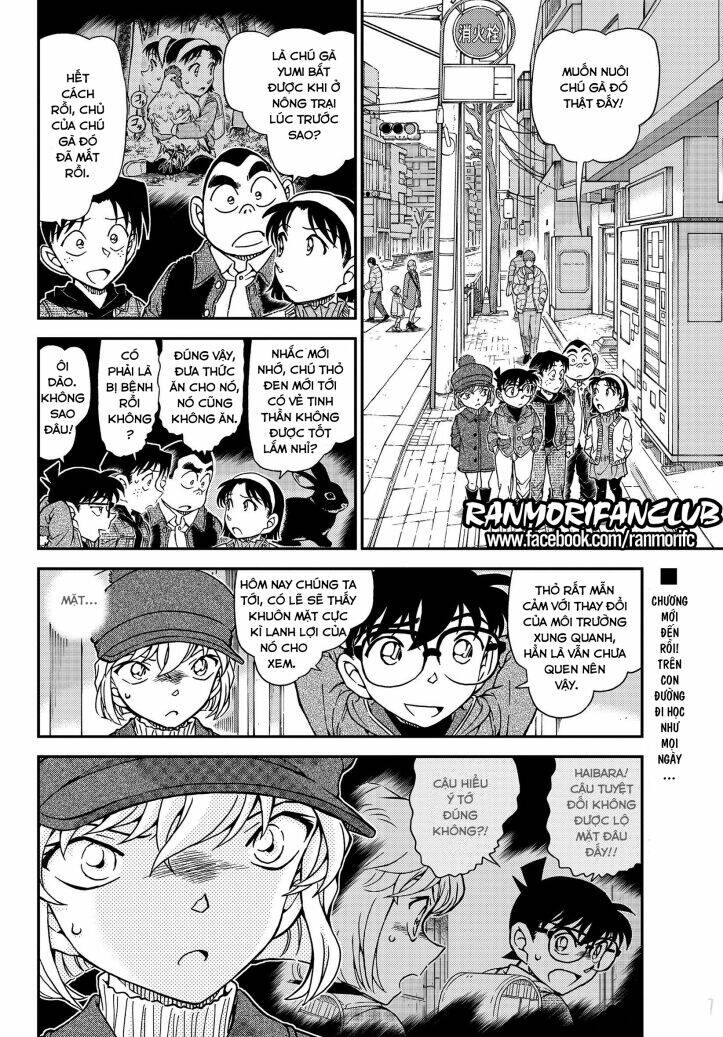 消火栓
MUỐN NUÔI
CHÚ GÀ ĐÓ
THẬT ĐẤY!
LÀ CHÚ GÀ
YUMI BẮT
ĐƯỢC KHI Ở
NÔNG TRẠI
LÚC TRƯỚC
SAO?
HẾT
CÁCH
RỒI, CHỦ
CỦA CHÚ
GÀ ĐÓ
ĐÃ MẤT
RỒI.
NHẮC MỚI
NHỚ, CHÚ THỎ
ĐEN MỚI TỚI
CÓ VẺ TINH
THẦN KHÔNG
ĐƯỢC TỐT
LẮM NHỈ?
ĐÚNG VẬY,
ĐƯA THỨC
ĂN CHO NÓ,
NÓ CŨNG
KHÔNG ĂN.
CÓ
PHẢI LÀ
BỊ BỆNH
RỒI
KHÔNG
?
ÔI
DÀO.
KHÔNG
SAO
ĐÂU!
RANMORIFANCLUB
www.facebook.com/ranmorifc
CHƯƠNG
MỚI
ĐẾN
RỒI!
TRÊN
CON
ĐƯỜNG
ĐI HỌC
NHƯ
MỌI
NGÀY
...
THỎ RẤT MẪN
CẢM VỚI THAY ĐỔI
CỦA MÔI TRƯỜNG
XUNG QUANH,
HẲN LÀ VẪN CHƯA
QUEN NÊN
VẬY.
HÔM NAY CHÚNG TA
TỚI, CÓ LẼ SẼ THẤY
KHUÔN MẶT CỰC
KÌ LANH LỢI CỦA
NÓ CHO
XEM.
MẶT...
HAIBARA!
CẬU TUYỆT
ĐỐI KHÔNG
ĐƯỢC LỘ
MẶT ĐÂU
ĐẤY!!
CẬU HIỂU
Ý TỚ
ĐÚNG
KHÔNG?!
7